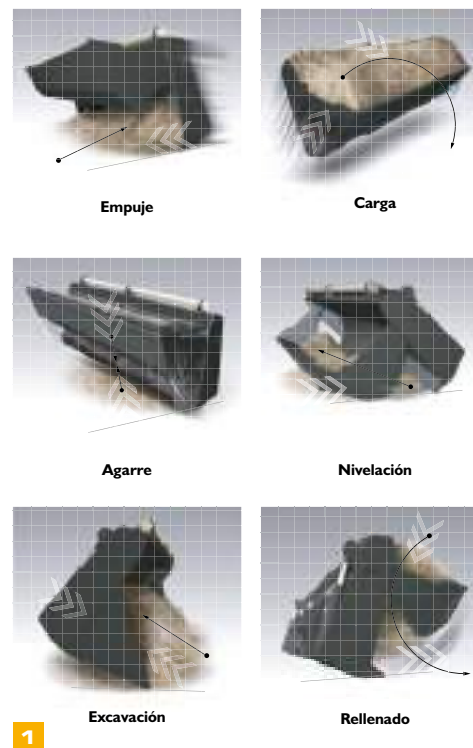 Empuje
Carga
Agarre
Nivelación
Excavación
Rellenado
1